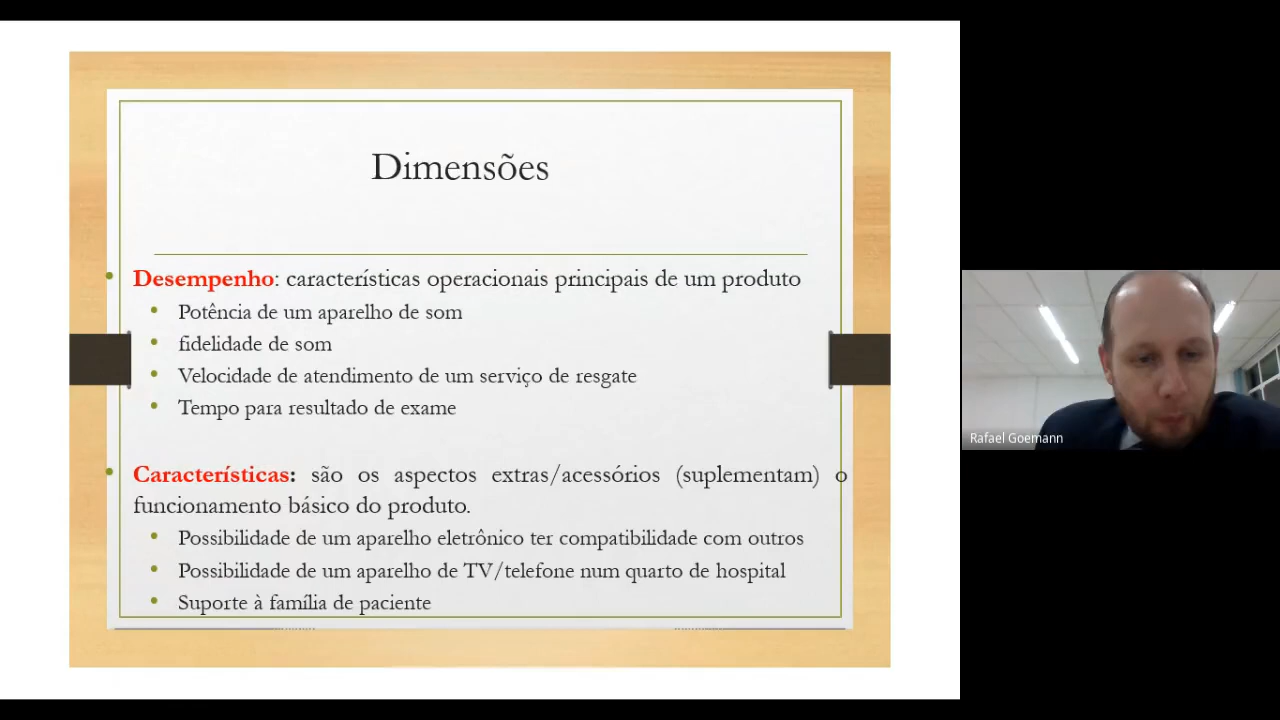 Dimensões
Desempenho: características operacionais principais de um produto
Potência de um aparelho de som
fidelidade de som
Velocidade de atendimento de um serviço de resgate
Tempo para resultado de exame
Características: são os aspectos extras/acessórios (suplementam) o
funcionamento básico do produto.
Possibilidade de um aparelho eletrônico ter compatibilidade com outros
Possibilidade de um aparelho de TV/telefone num quarto de hospital
Suporte à família de paciente
Rafael Goemann